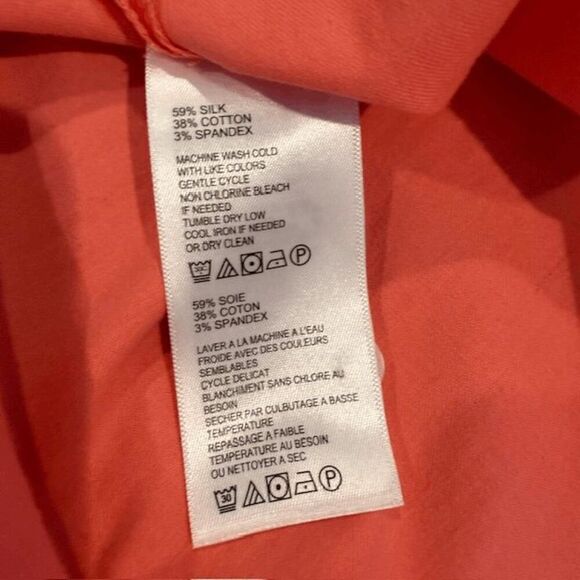 59% SILK
38% COTTON
3% SPANDEX
MACHINE WASH COLD
WITH LIKE COLORS
GENTLE CYCLE
NON CHLORINE BLEACH
IF NEEDED
TUMBLE DRY LOW
COOL IRON IF NEEDED
OR DRY CLEAN
30 P
59% SOIE
38% COTON
3% SPANDEX
LAVER A LA MACHINE A L'EAU
FROIDE AVEC DES COULEURS
SEMBLABLES
CYCLE DELICAT
BLANCHIMENT SANS CHLORE AU
BESOIN
SECHER PAR CULBUTAGE A BASSE
TEMPERATURE
REPASSAGE A FAIBLE
TEMPERATURE AU BESOIN
OU NETTOYER A SEC
30 P